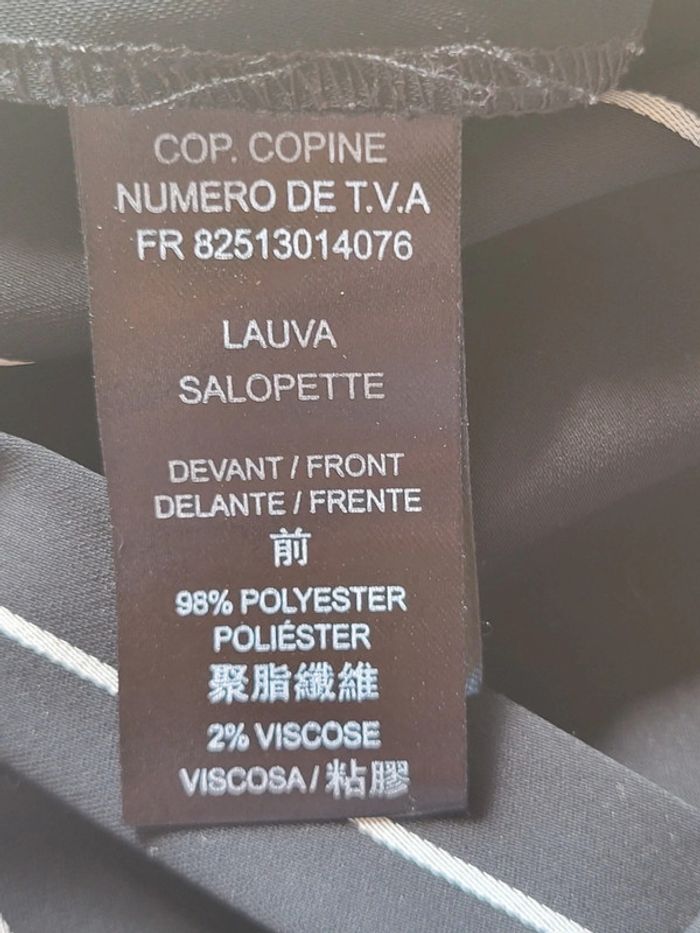 COP. COPINE
NUMERO DE T.V.A
FR 82513014076
LAUVA
SALOPETTE
DEVANT / FRONT
DELANTE / FRENTE
前
98% POLYESTER
POLIÉSTER
聚脂纖維
2% VISCOSE
VISCOSA / 粘膠